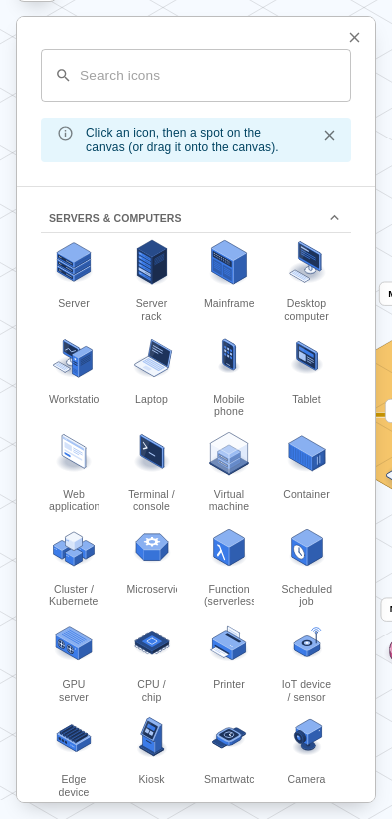 Search icons
Click an icon, then a spot on the
canvas (or drag it onto the canvas).
SERVERS & COMPUTERS
Server
Server
rack
Mainframe
Desktop
computer
Workstatio
Laptop
Mobile
phone
Tablet
Web
application
Terminal /
console
Virtual
machine
Container
Cluster /
Kubernete
Microservi
Function
(serverless
Scheduled
job
GPU
server
CPU /
chip
Printer
IoT device
/ sensor
Edge
device
Kiosk
Smartwatc
Camera